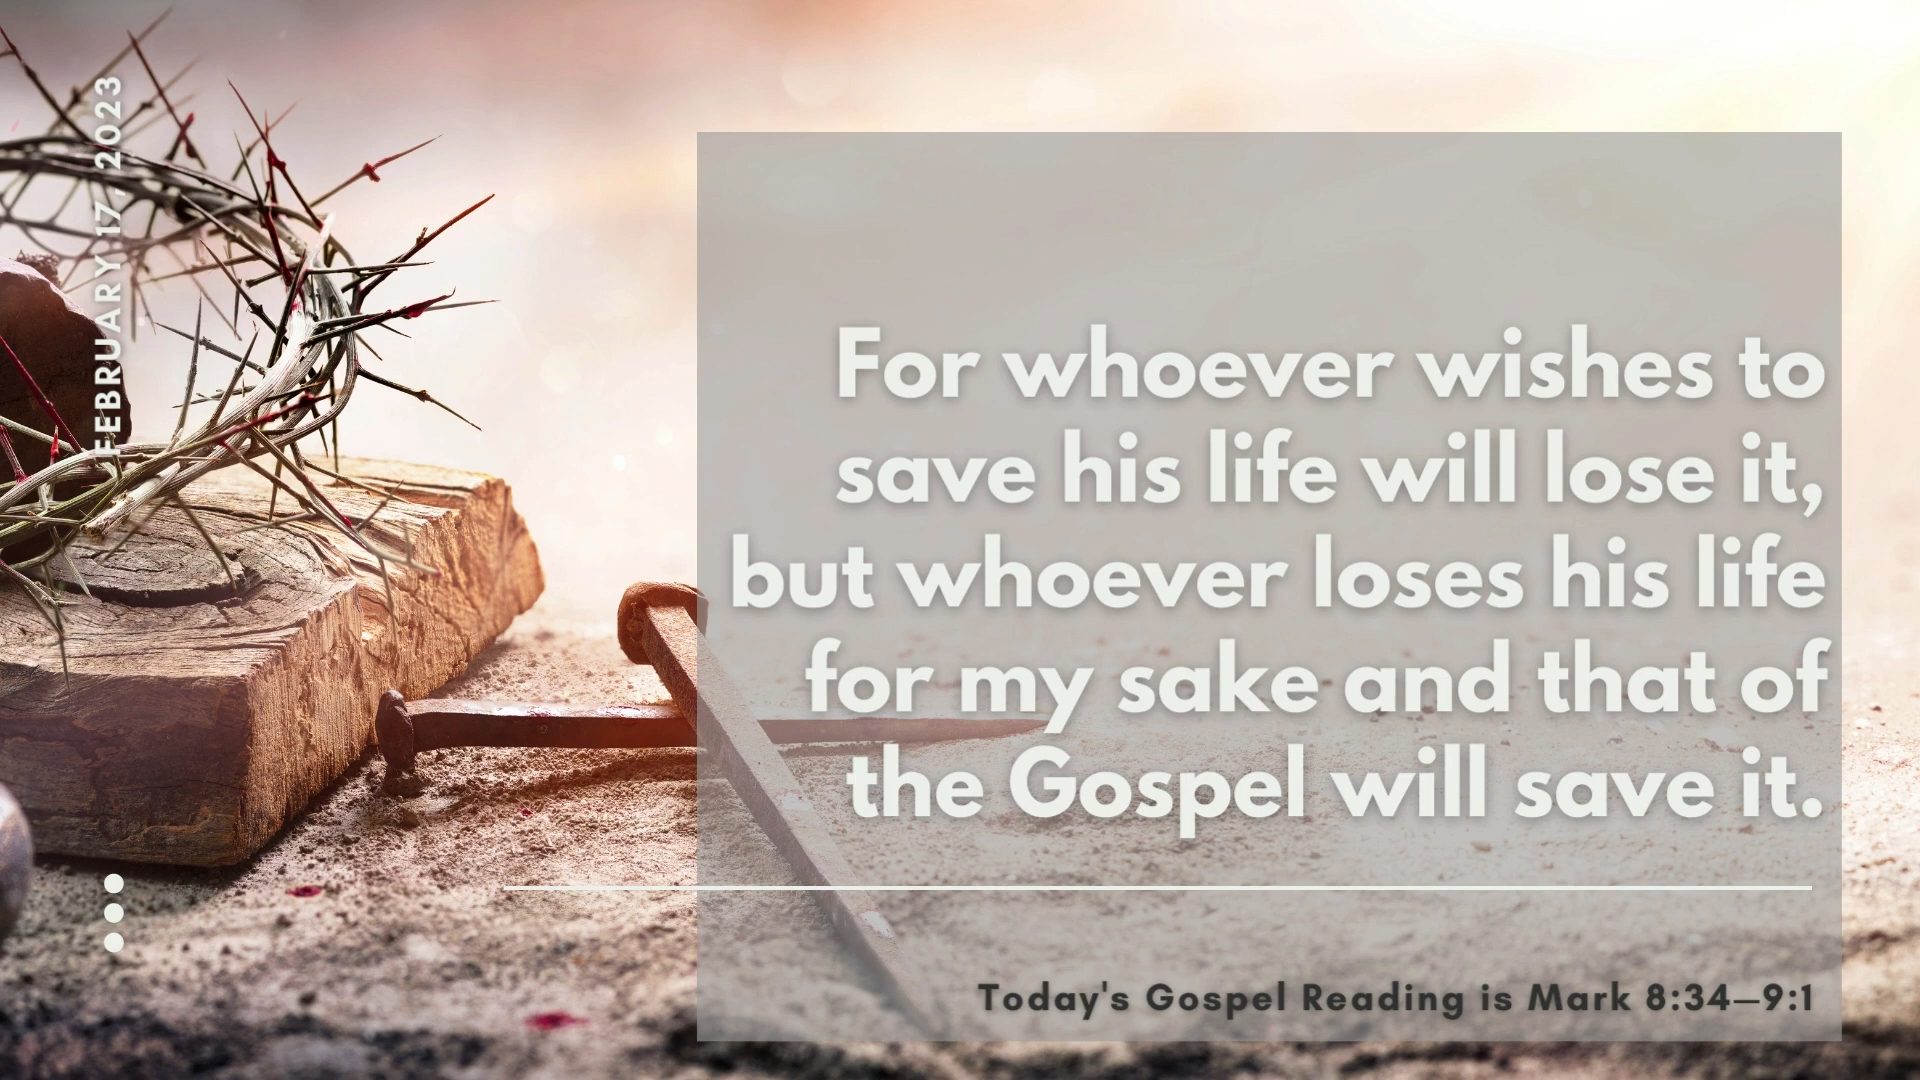 FEBRUARY 17, 2023
For whoever wishes to
save his life will lose it,
but whoever loses his life
for my sake and that of
the Gospel will save it.
Today's Gospel Reading is Mark 8:34—9:1